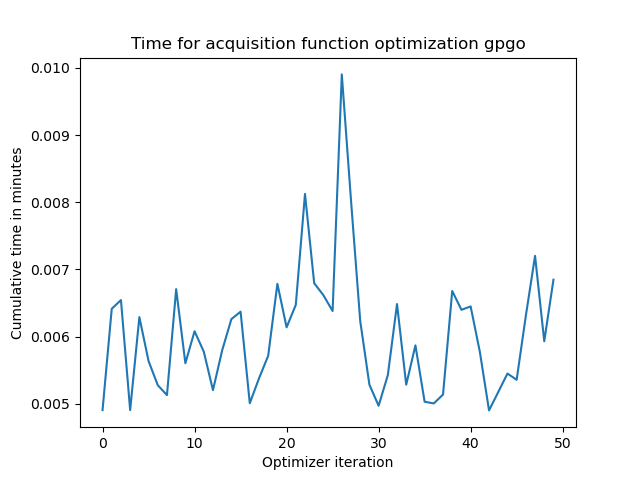 Time for acquisition function optimization gpgo
0.010
0.009
0.008
0.007
0.006
0.005
Cumulative time in minutes
0 10 20 30 40 50
Optimizer iteration